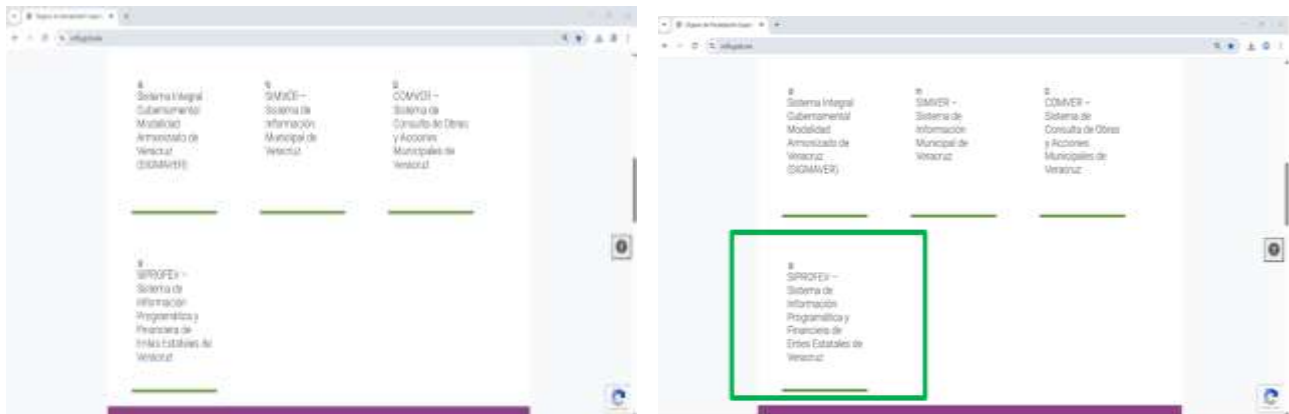 Sistema Integral
Gubernamental
Modalidad
Armonizado de
Veracruz
(SIGMAVER)
SIMVER –
Sistema de
Información
Municipal de
Veracruz
COMVER –
Sistema de
Consulta de Obras
y Acciones
Municipales de
Veracruz
SIPROFEV –
Sistema de
Información
Programática y
Financiera de
Entes Estatales de
Veracruz
Sistema Integral
Gubernamental
Modalidad
Armonizado de
Veracruz
(SIGMAVER)
SIMVER –
Sistema de
Información
Municipal de
Veracruz
COMVER –
Sistema de
Consulta de Obras
y Acciones
Municipales de
Veracruz
SIPROFEV –
Sistema de
Información
Programática y
Financiera de
Entes Estatales de
Veracruz